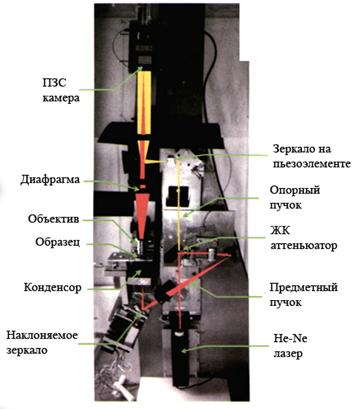 ПЗС
камера
Диафрагма
Объектив
Образец
Конденсор
Наклоняемое
зеркало
Зеркало на
пьезоэлементе
Опорный
пучок
ЖК
аттенюатор
Предметный
пучок
He-Ne
лазер